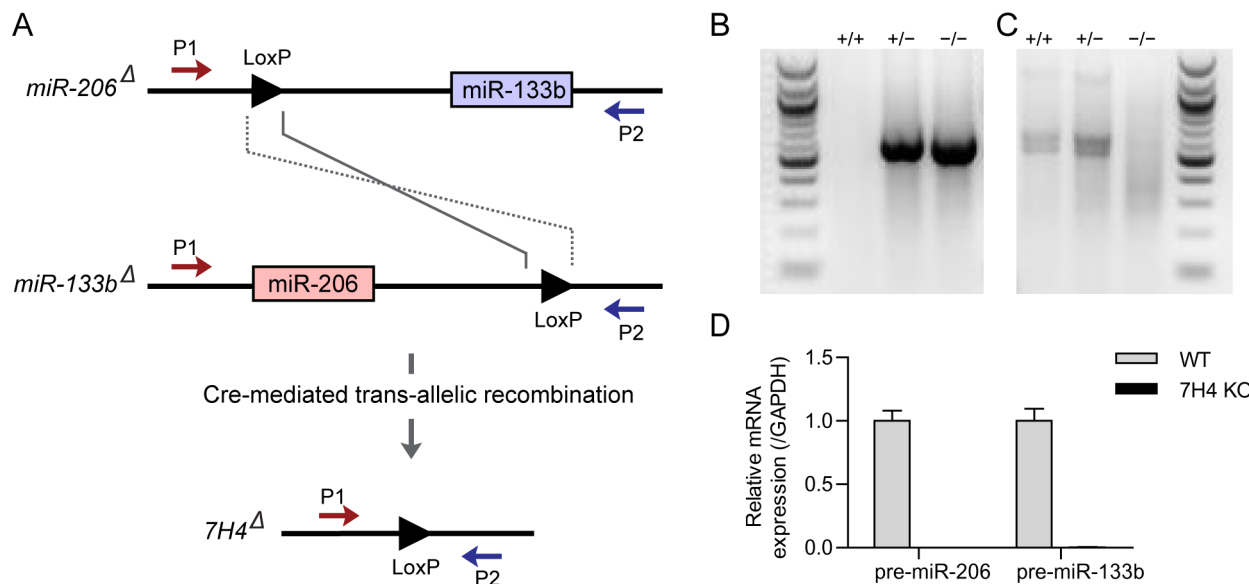 A
P1
LoxP
miR-206Δ
miR-133b
P2
P1
miR-133bΔ
miR-206
LoxP
P2
Cre-mediated trans-allelic recombination
P1
7H4Δ
LoxP
P2
B
+/+ +/− −/−
C
+/+ +/− −/−
D
Relative mRNA
expression (/GAPDH)
1.5
1.0
0.5
0.0
pre-miR-206 pre-miR-133b
WT
7H4 KO